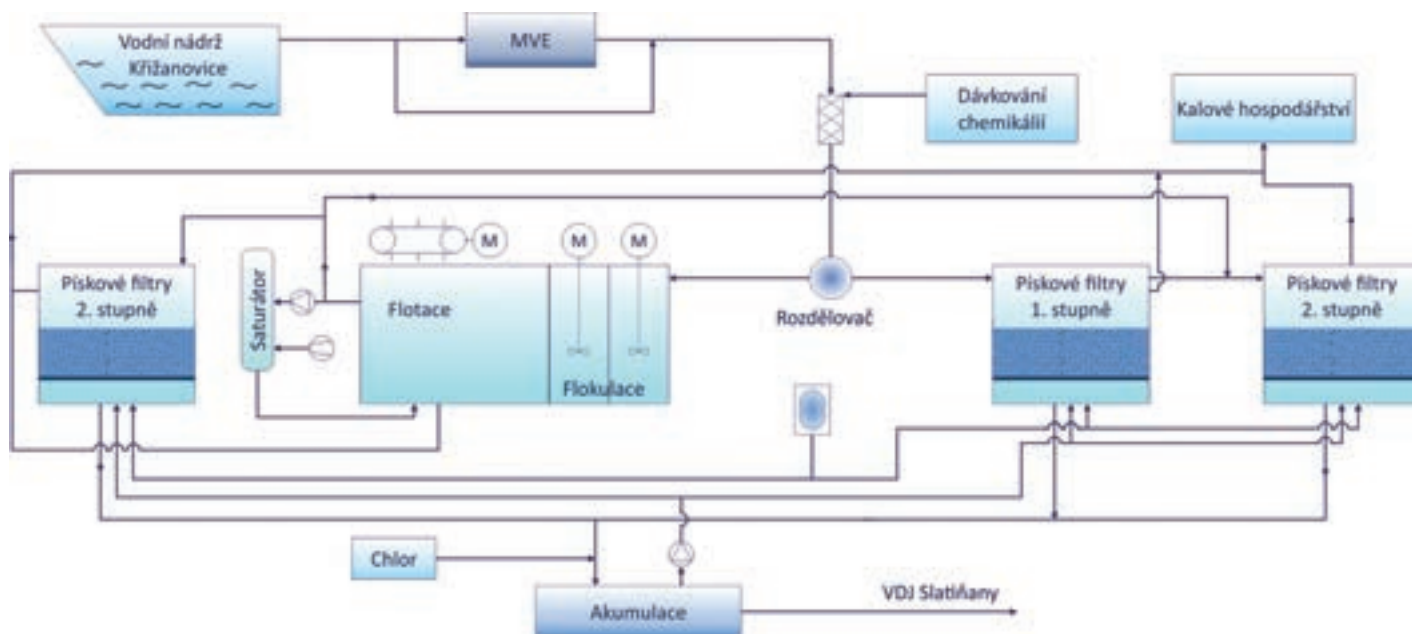 Vodní nádrž
Křižanovice
MVE
Dávkování
chemikálií
Kalové hospodářství
M
M
M
Pískové filtry
2. stupně
Saturátor
Flotace
Flokulace
Rozdělovač
Pískové filtry
1. stupně
Pískové filtry
2. stupně
Chlor
Akumulace
VDJ Slatiňany